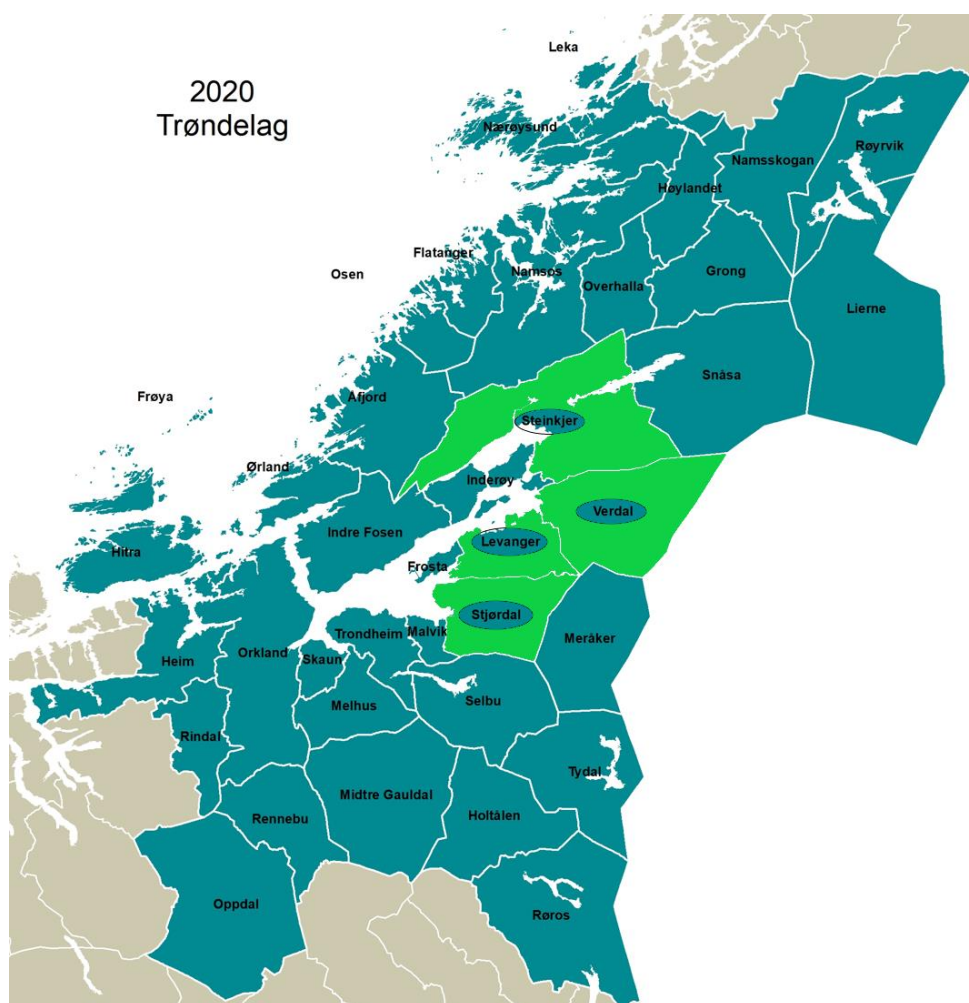 2020
Trøndelag
Leka
Nærøysund
Røyrvik
Namsskogan
Høylandet
Flatanger
Osen
Namsos
Grong
Overhalla
Lierne
Snåsa
Frøya
Åfjord
Steinkjer
Ørland
Inderøy
Verdal
Indre Fosen
Levanger
Hitra
Frosta
Stjørdal
Trondheim
Malvik
Meråker
Orkland
Skaun
Heim
Selbu
Melhus
Rindal
Tydal
Midtre Gauldal
Rennebu
Holtålen
Oppdal
Røros